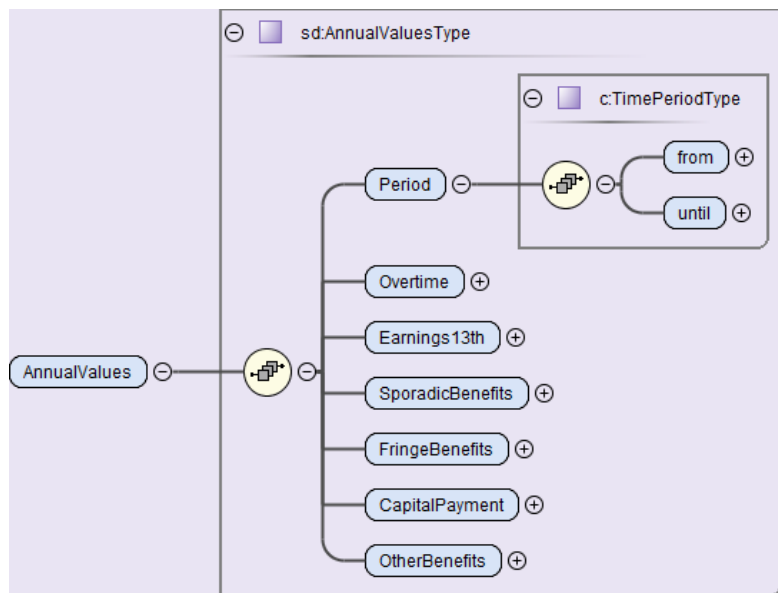 sd:AnnualValuesType
c:TimePeriodType
from
Period
until
Overtime
Earnings13th
AnnualValues
SporadicBenefits
FringeBenefits
CapitalPayment
OtherBenefits